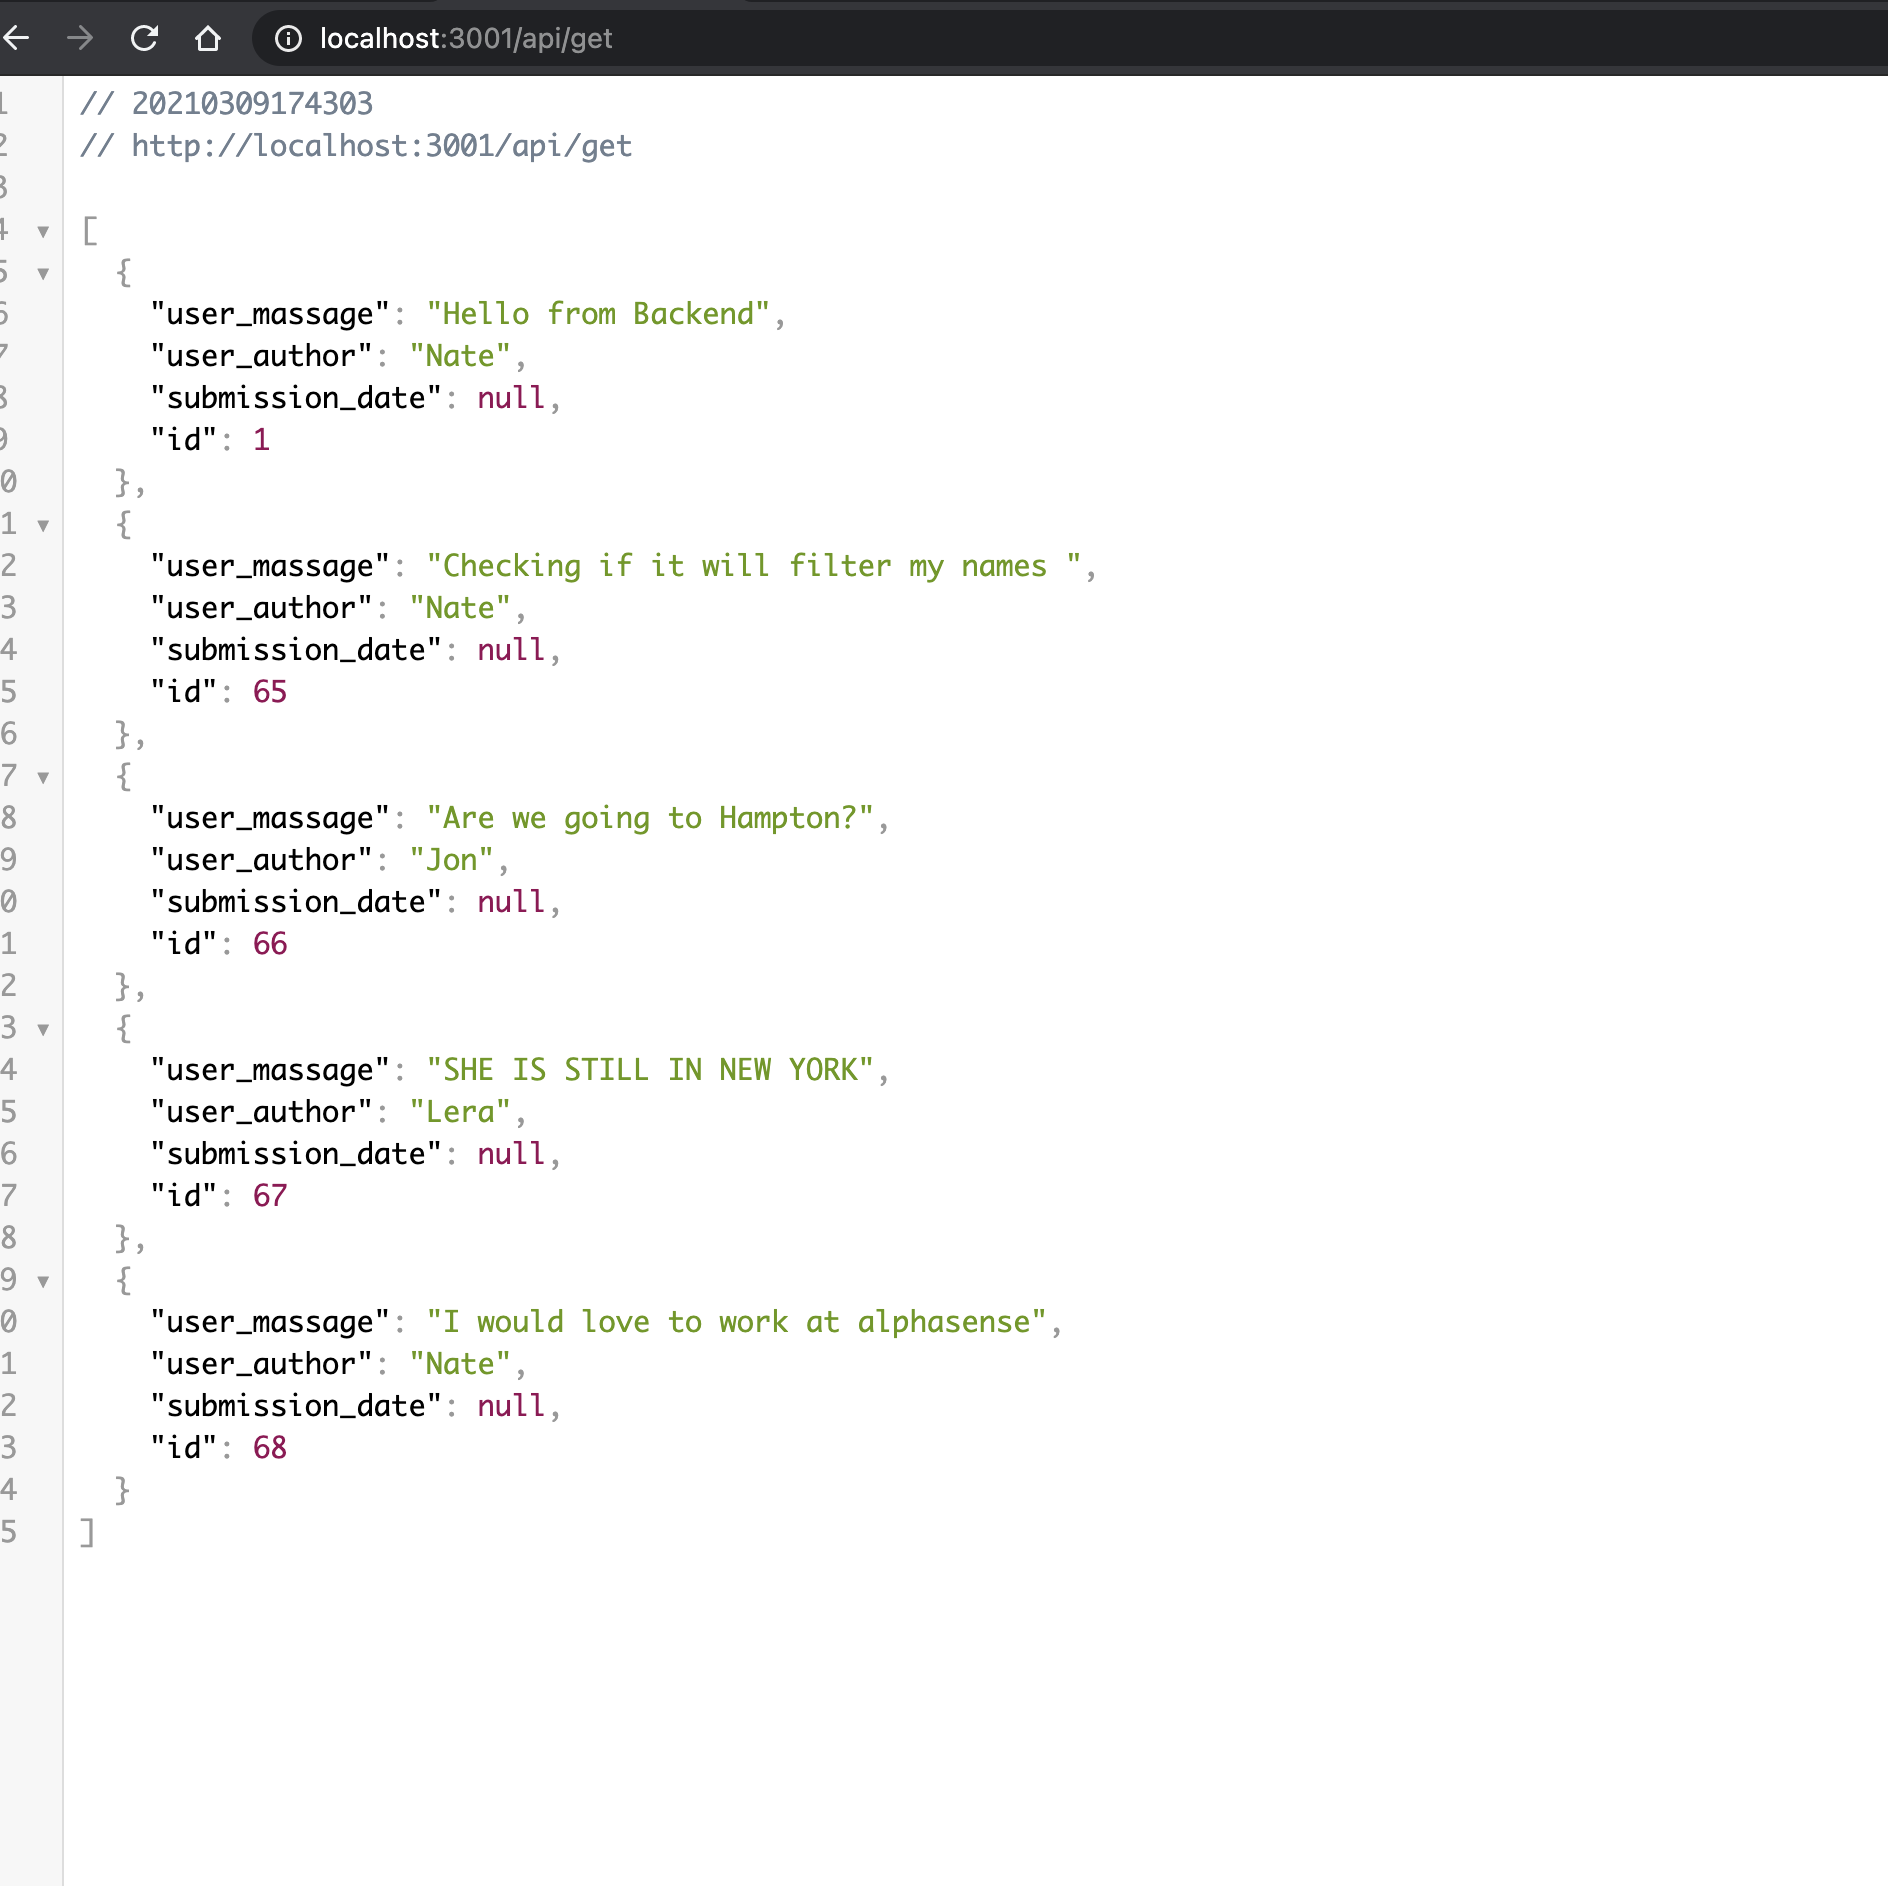 localhost:3001/api/get
1 // 20210309174303
2 // http://localhost:3001/api/get
3
4 [
5 {
6 "user_massage": "Hello from Backend",
7 "user_author": "Nate",
8 "submission_date": null,
9 "id": 1
0 },
1 {
2 "user_massage": "Checking if it will filter my names ",
3 "user_author": "Nate",
4 "submission_date": null,
5 "id": 65
6 },
7 {
8 "user_massage": "Are we going to Hampton?",
9 "user_author": "Jon",
0 "submission_date": null,
1 "id": 66
2 },
3 {
4 "user_massage": "SHE IS STILL IN NEW YORK",
5 "user_author": "Lera",
6 "submission_date": null,
7 "id": 67
8 },
9 {
0 "user_massage": "I would love to work at alphasense",
1 "user_author": "Nate",
2 "submission_date": null,
3 "id": 68
4 }
5 ]